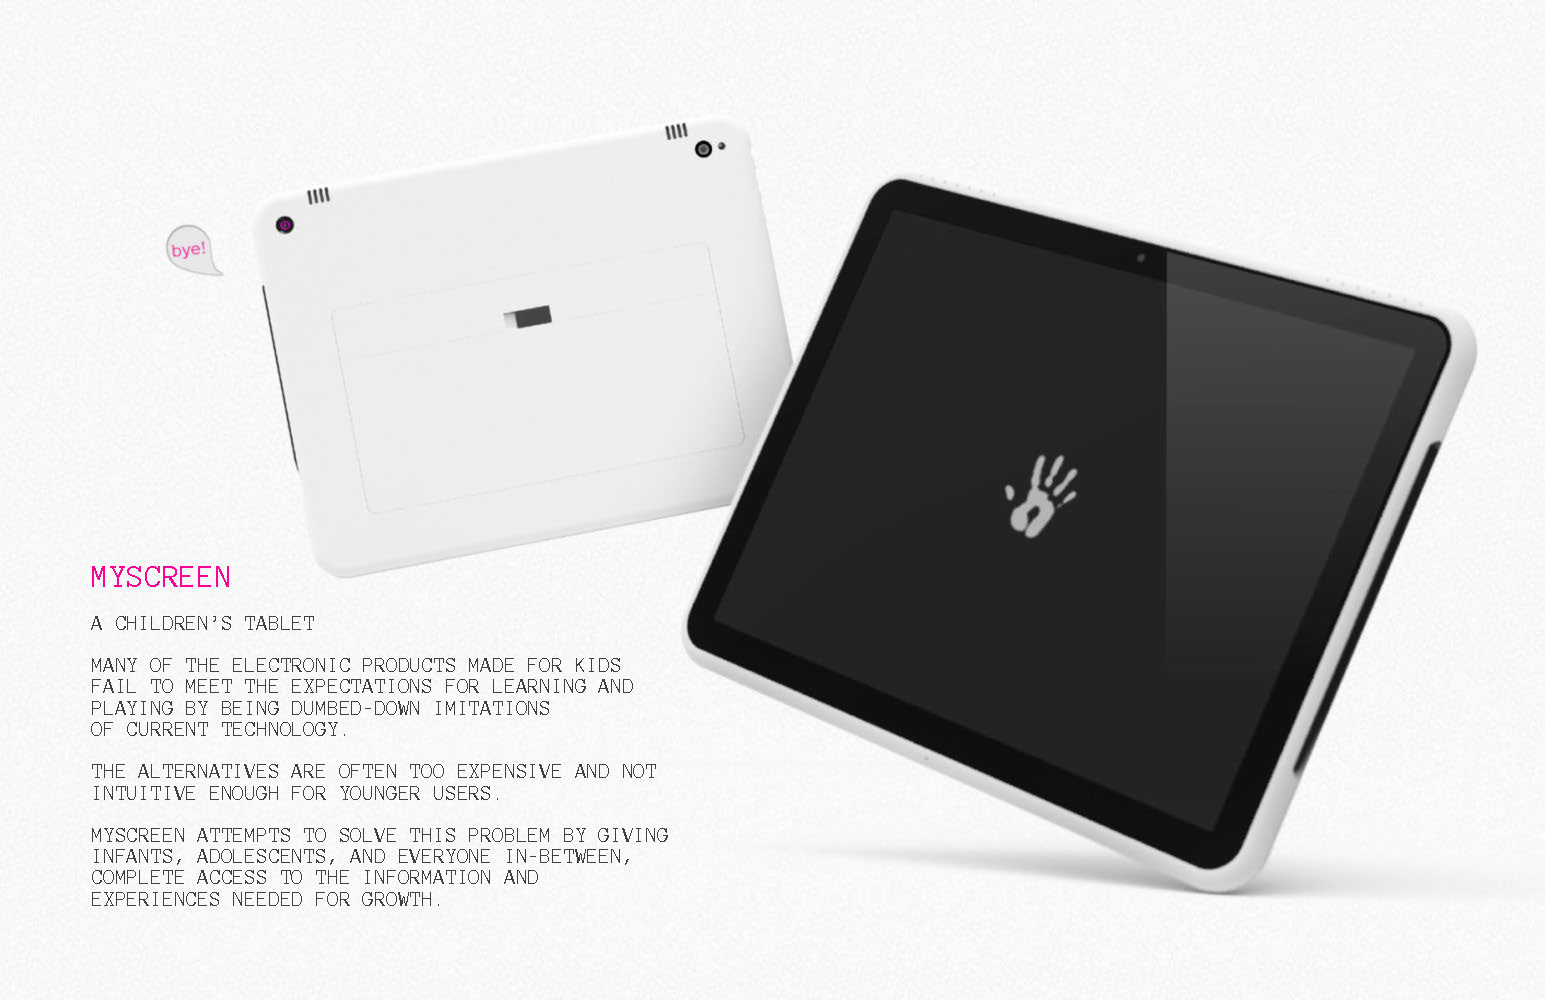 bye!
MYSCREEN
A CHILDREN'S TABLET
MANY OF THE ELECTRONIC PRODUCTS MADE FOR KIDS
FAIL TO MEET THE EXPECTATIONS FOR LEARNING AND
PLAYING BY BEING DUMBED-DOWN IMITATIONS
OF CURRENT TECHNOLOGY.
THE ALTERNATIVES ARE OFTEN TOO EXPENSIVE AND NOT
INTUITIVE ENOUGH FOR YOUNGER USERS.
MYSCREEN ATTEMPTS TO SOLVE THIS PROBLEM BY GIVING
INFANTS, ADOLESCENTS, AND EVERYONE IN-BETWEEN,
COMPLETE ACCESS TO THE INFORMATION AND
EXPERIENCES NEEDED FOR GROWTH.